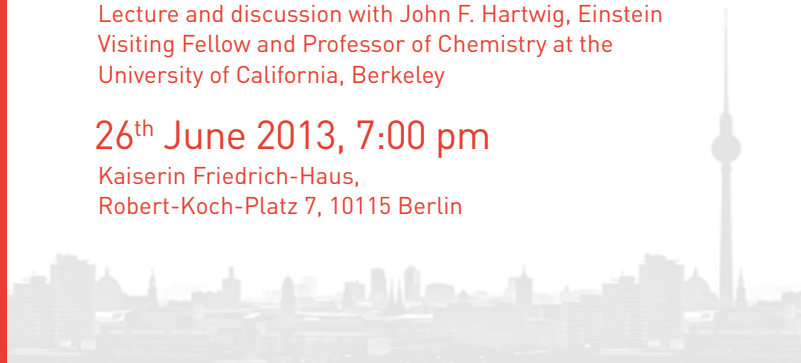 Lecture and discussion with John F. Hartwig, Einstein
Visiting Fellow and Professor of Chemistry at the
University of California, Berkeley
26th June 2013, 7:00 pm
Kaiserin Friedrich-Haus,
Robert-Koch-Platz 7, 10115 Berlin